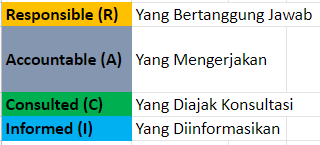 Responsible (R) Yang Bertanggung Jawab
Accountable (A) Yang Mengerjakan
Consulted (C) Yang Diajak Konsultasi
Informed (I) Yang Diinformasikan